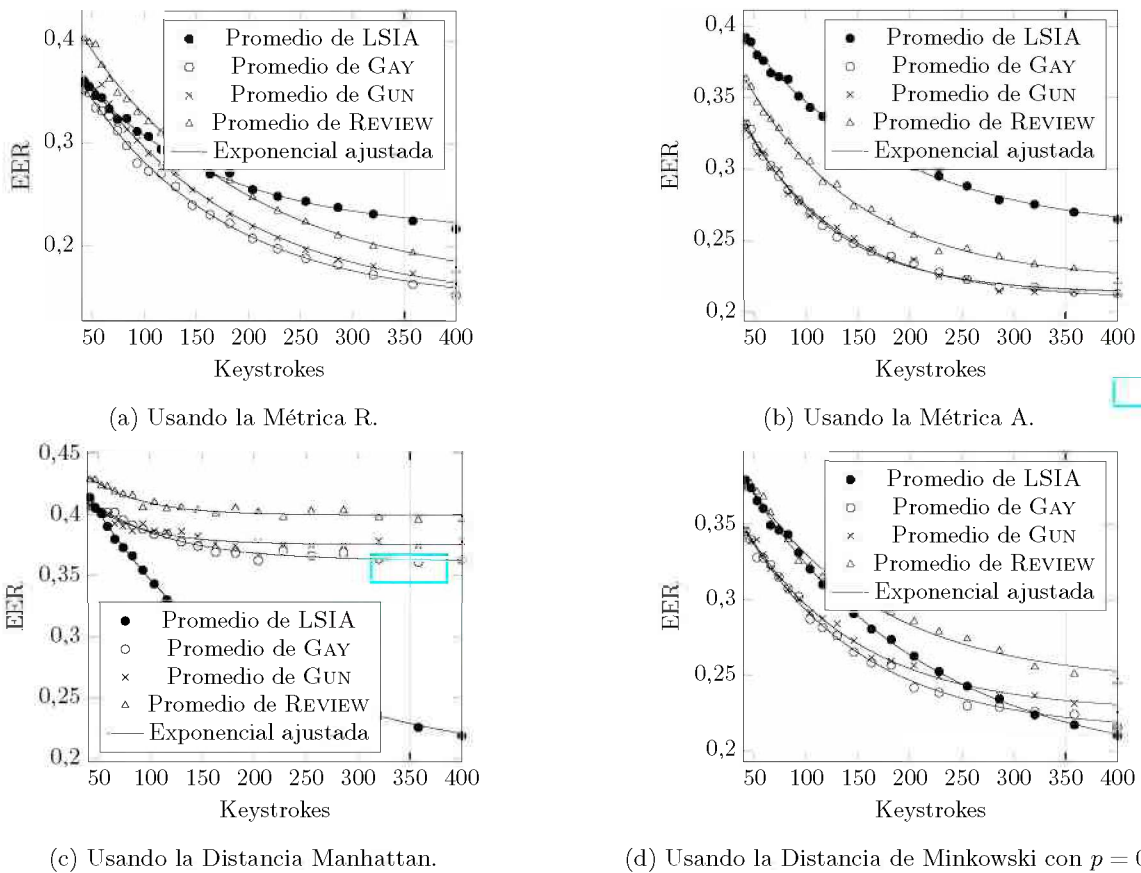 0,4
0,3
0,2
EER
Promedio de LSIA
Promedio de GAY
Promedio de GUN
Promedio de REVIEW
Exponencial ajustada
50 100 150 200 250 300 350 400
Keystrokes
(a) Usando la Métrica R.
0,4
0,35
0,3
0,25
0,2
EER
Promedio de LSIA
Promedio de GAY
Promedio de GUN
Promedio de REVIEW
Exponencial ajustada
50 100 150 200 250 300 350 400
Keystrokes
(b) Usando la Métrica A.
0,45
0,4
0,35
0,3
0,25
0,2
EER
Promedio de LSIA
Promedio de GAY
Promedio de GUN
Promedio de REVIEW
Exponencial ajustada
50 100 150 200 250 300 350 400
Keystrokes
(c) Usando la Distancia Manhattan.
0,35
0,3
0,25
0,2
EER
Promedio de LSIA
Promedio de GAY
Promedio de GUN
Promedio de REVIEW
Exponencial ajustada
50 100 150 200 250 300 350 400
Keystrokes
(d) Usando la Distancia de Minkowski con p =